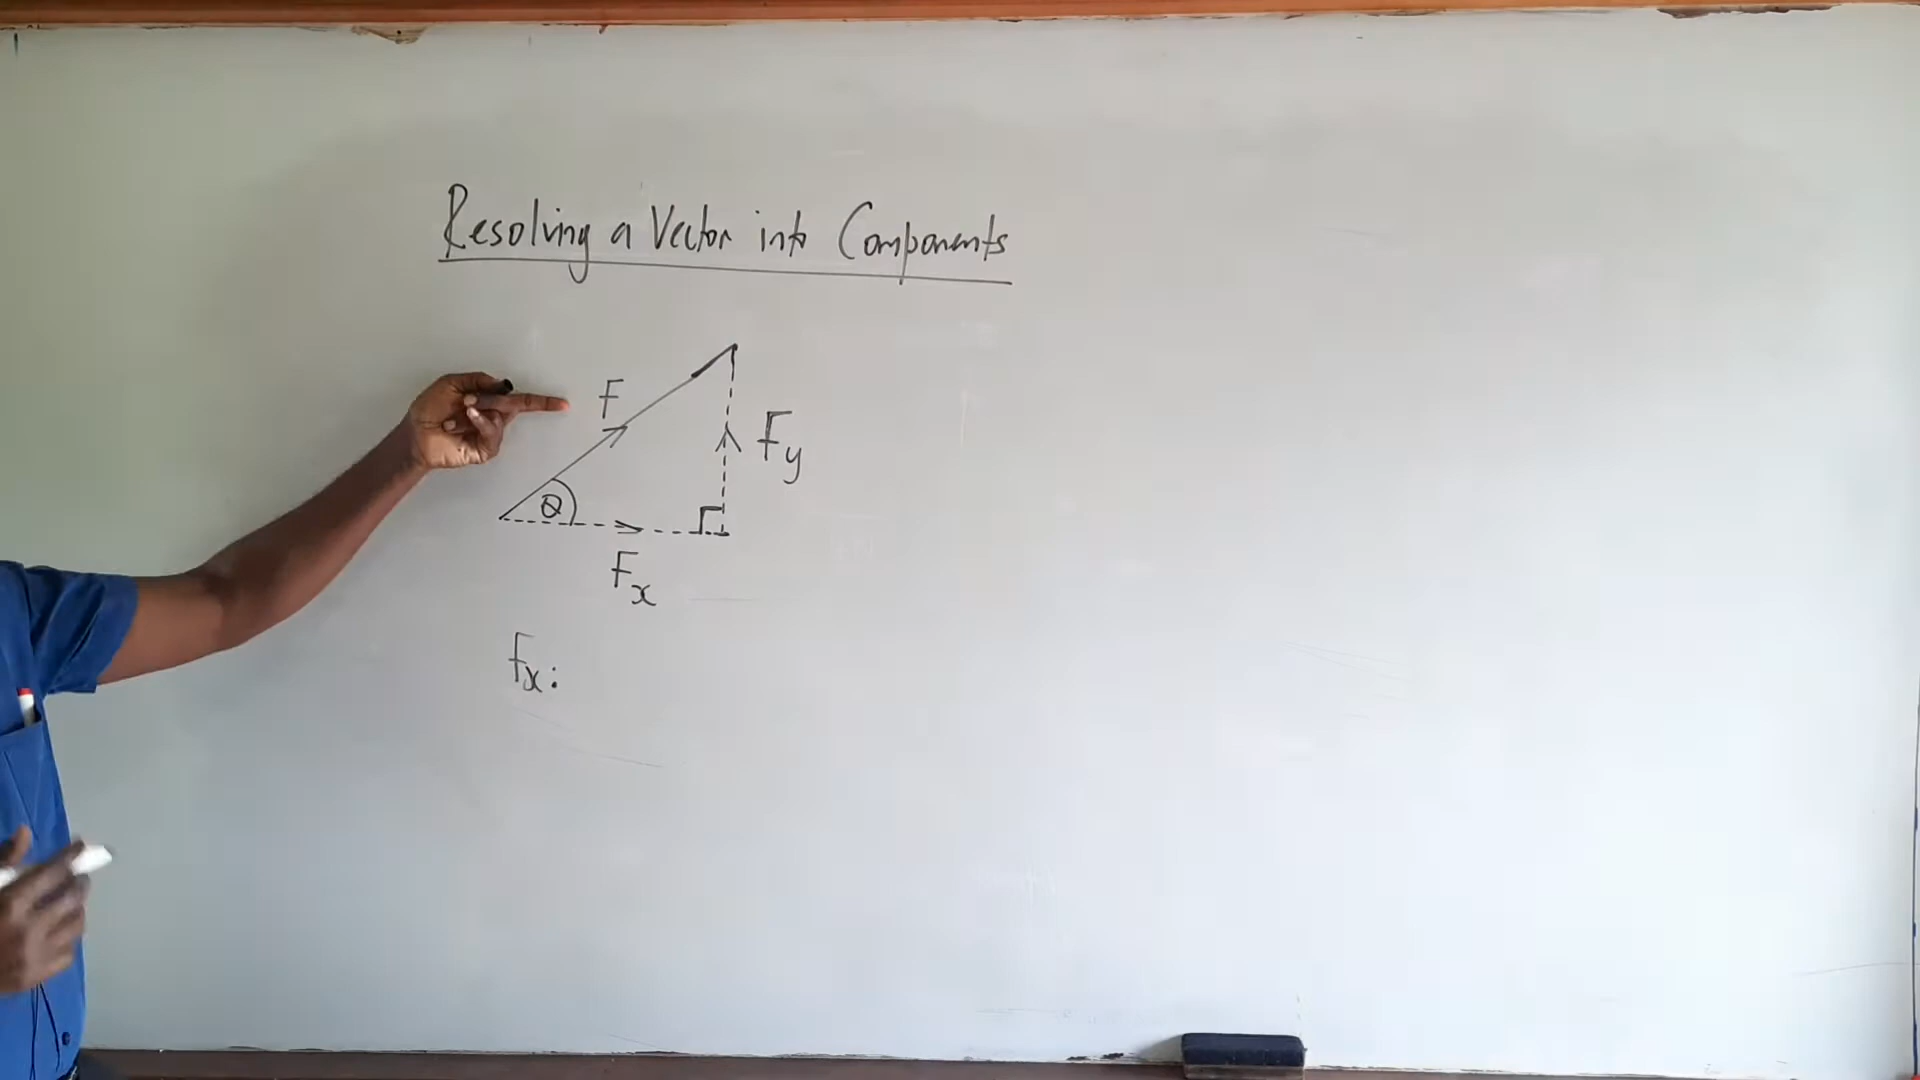 Resolving a Vector into Components
F
Fy
θ
Fx
Fx: